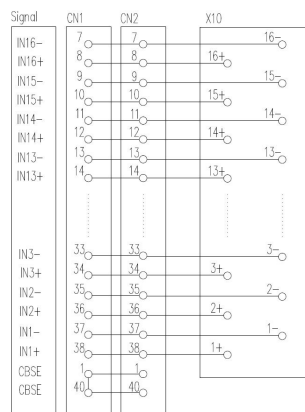 Signal CN1 CN2 X10
IN16- 7 7 16-
IN16+ 8 8 16+
IN15- 9 9 15-
IN15+ 10 10 15+
IN14- 11 11 14-
IN14+ 12 12 14+
IN13- 13 13 13-
IN13+ 14 14 13+
IN3- 33 33 3-
IN3+ 34 34 3+
IN2- 35 35 2-
IN2+ 36 36 2+
IN1- 37 37 1-
IN1+ 38 38 1+
CBSE 1 1
CBSE 40 40